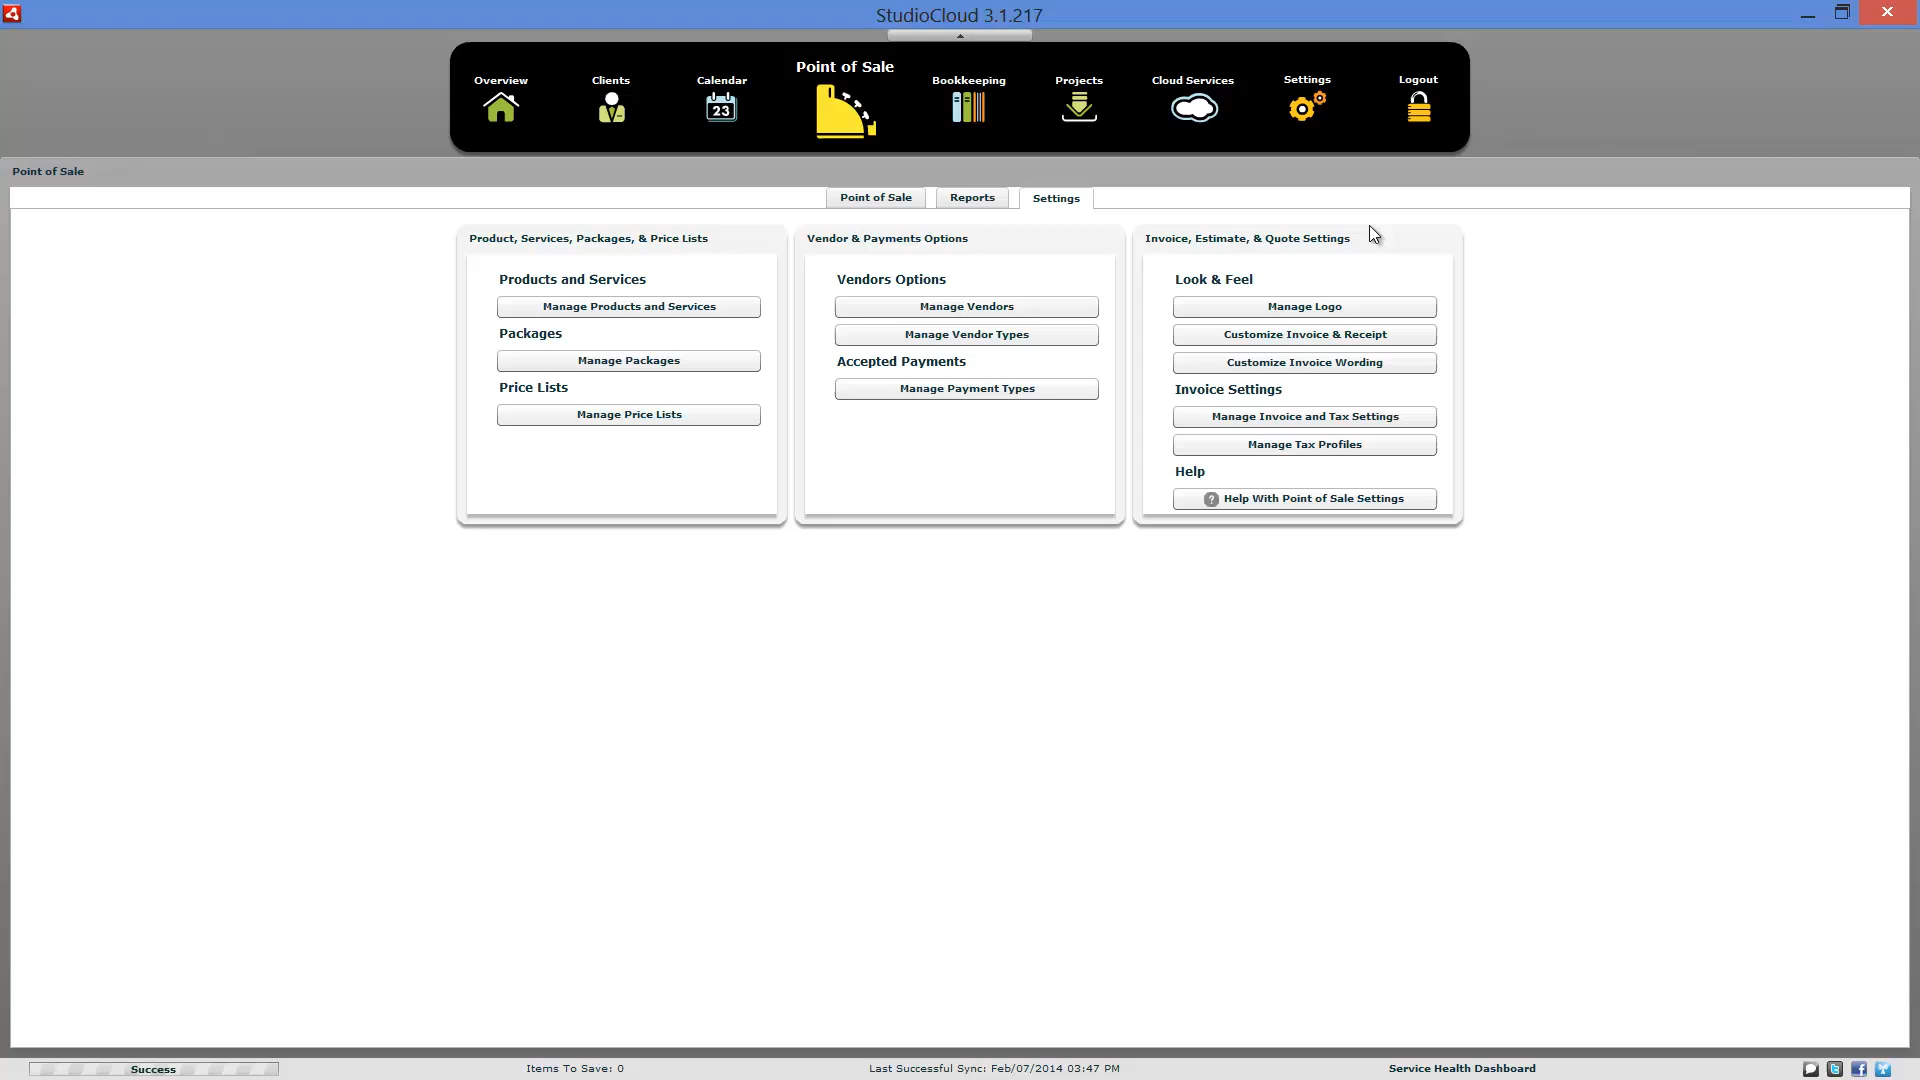 StudioCloud 3.1.217
Overview
Clients
Calendar
23
Point of Sale
Bookkeeping
Projects
Cloud Services
Settings
Logout
Point of Sale
Point of Sale
Reports
Settings
Product, Services, Packages, & Price Lists
Products and Services
Manage Products and Services
Packages
Manage Packages
Price Lists
Manage Price Lists
Vendor & Payments Options
Vendors Options
Manage Vendors
Manage Vendor Types
Accepted Payments
Manage Payment Types
Invoice, Estimate, & Quote Settings
Look & Feel
Manage Logo
Customize Invoice & Receipt
Customize Invoice Wording
Invoice Settings
Manage Invoice and Tax Settings
Manage Tax Profiles
Help
? Help With Point of Sale Settings
Success
Items To Save: 0
Last Successful Sync: Feb/07/2014 03:47 PM
Service Health Dashboard